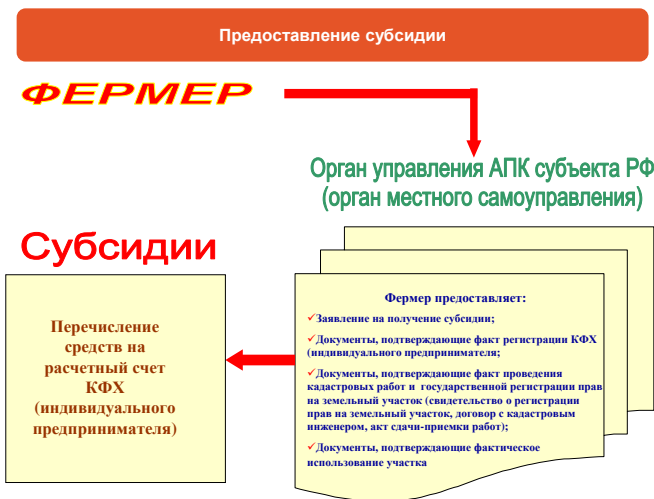 Предоставление субсидии
ФЕРМЕР
Орган управления АПК субъекта РФ
(орган местного самоуправления)
Субсидии
Перечисление
средств на
расчетный счет
КФХ
(индивидуального
предпринимателя)
Фермер предоставляет:
✓Заявление на получение субсидии;
✓Документы, подтверждающие факт регистрации КФХ
(индивидуального предпринимателя;
✓Документы, подтверждающие факт проведения
кадастровых работ и государственной регистрации прав
на земельный участок (свидетельство о регистрации
прав на земельный участок, договор с кадастровым
инженером, акт сдачи-приемки работ);
✓Документы, подтверждающие фактическое
использование участка